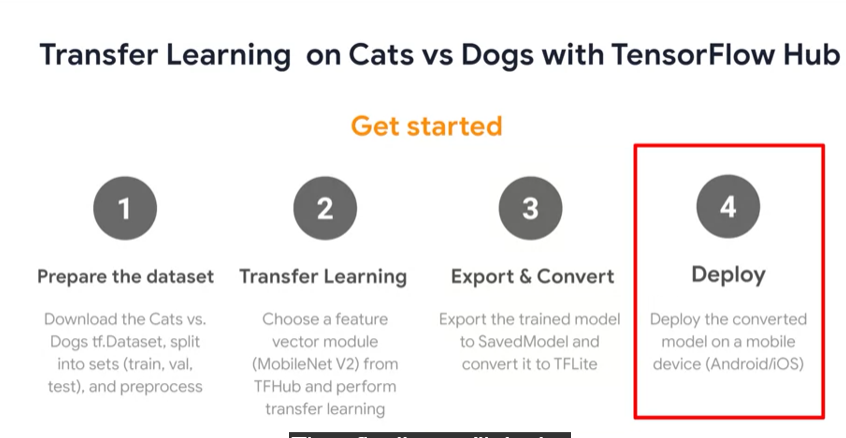 Transfer Learning on Cats vs Dogs with TensorFlow Hub
Get started
1
Prepare the dataset
Download the Cats vs.
Dogs tf.Dataset, split
into sets (train, val,
test), and preprocess
2
Transfer Learning
Choose a feature
vector module
(MobileNet V2) from
TFHub and perform
transfer learning
3
Export & Convert
Export the trained model
to SavedModel and
convert it to TFLite
4
Deploy
Deploy the converted
model on a mobile
device (Android/iOS)